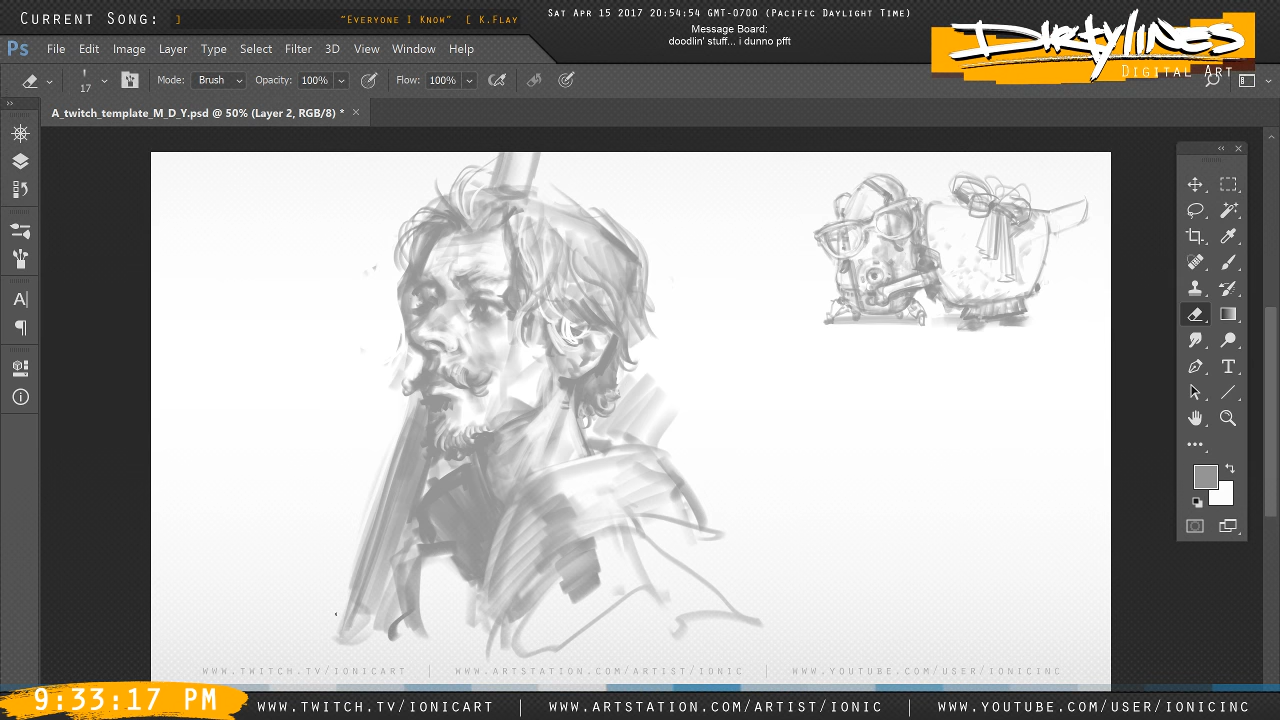 Current Song:
]
"Everyone I Know" [ K.Flay
Sat Apr 15 2017 20:54:54 GMT-0700 (Pacific Daylight Time)
Message Board:
doodlin' stuff... i dunno pfft
Dirtylines
Digital Art
Ps File Edit Image Layer Type Select Filter 3D View Window Help
17
Mode: Brush Opacity: 100% Flow: 100%
A_twitch_template_M_D_Y.psd @ 50% (Layer 2, RGB/8) *
www.twitch.tv/ionicart | www.artstation.com/artist/ionic | www.youtube.com/user/ionicinc
9:33:17 PM
www.twitch.tv/ionicart | www.artstation.com/artist/ionic | www.youtube.com/user/ionicinc